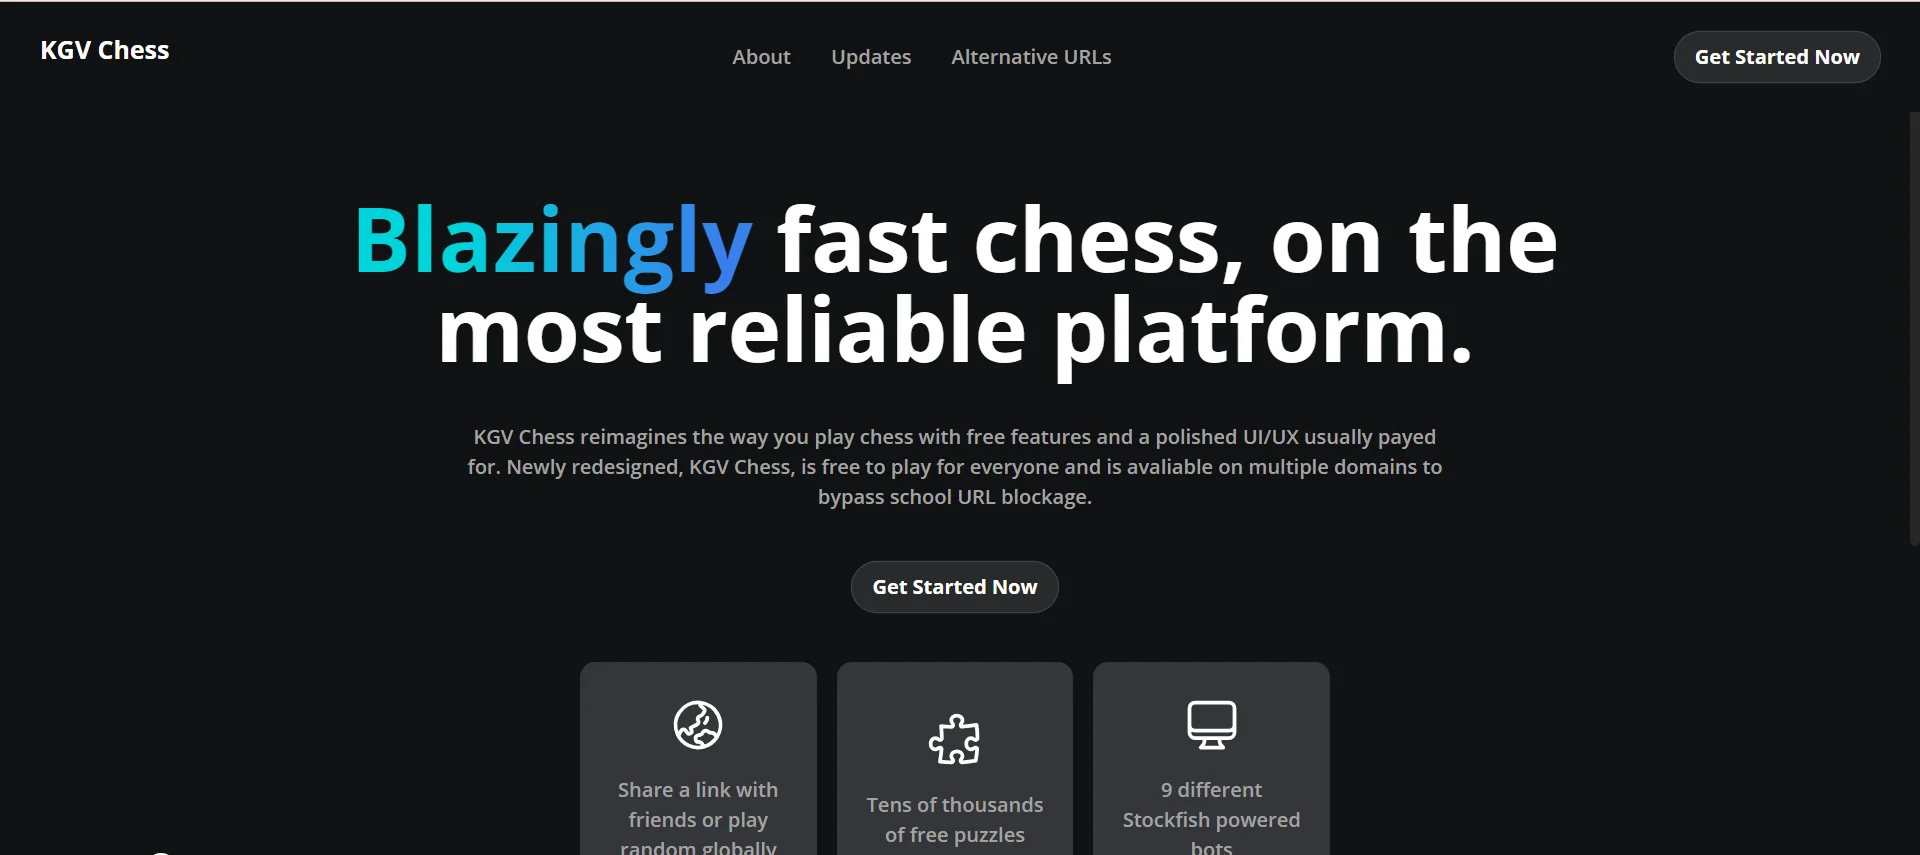 KGV Chess
About
Updates
Alternative URLs
Get Started Now
Blazingly fast chess, on the
most reliable platform.
KGV Chess reimagines the way you play chess with free features and a polished UI/UX usually payed
for. Newly redesigned, KGV Chess, is free to play for everyone and is avaliable on multiple domains to
bypass school URL blockage.
Get Started Now
Share a link with
friends or play
random globally
Tens of thousands
of free puzzles
9 different
Stockfish powered
bots